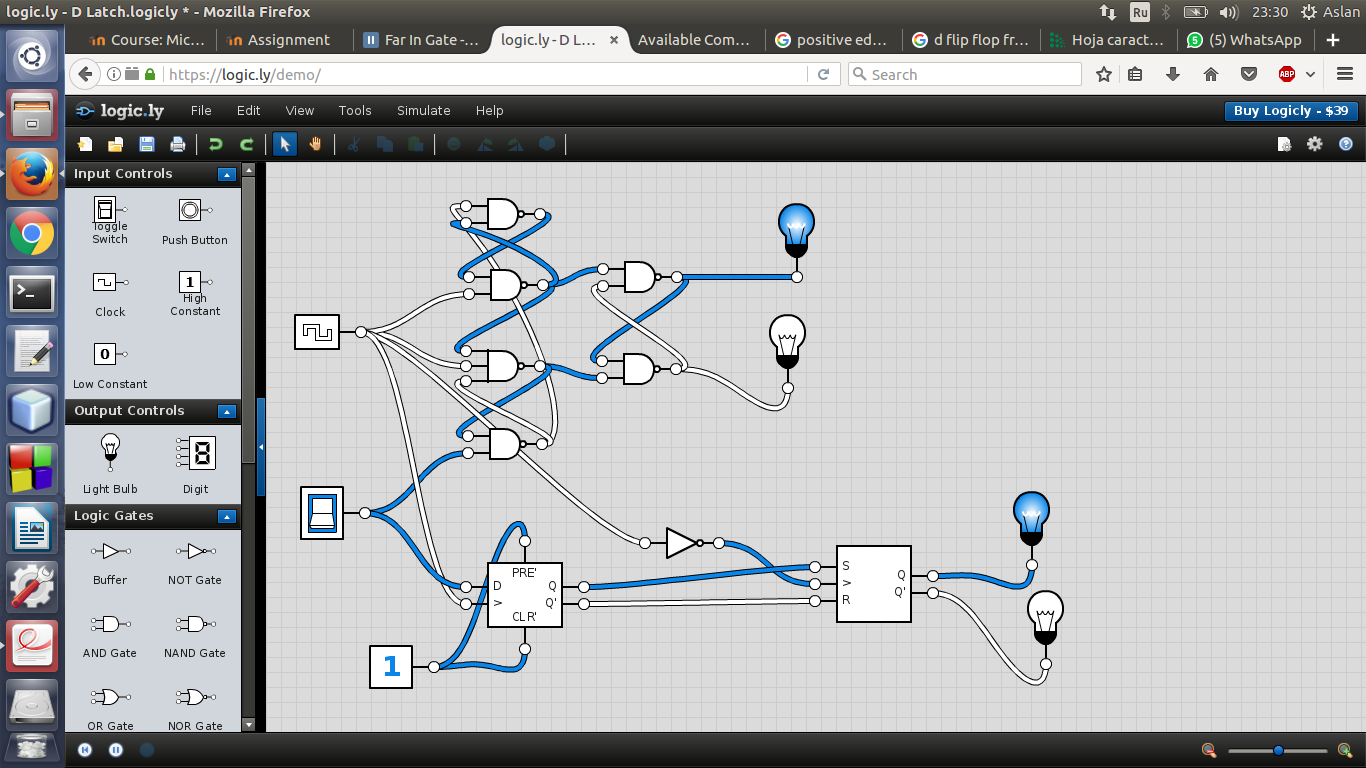 logic.ly - D Latch.logicly * - Mozilla Firefox
Ru
23:30
Aslan
Course: Mic...
Assignment
Far In Gate -...
logic.ly - D L...
Available Com...
positive ed...
d flip flop fr...
Hoja caract...
(5) WhatsApp
https://logic.ly/demo/
Search
ABP
logic.ly
File
Edit
View
Tools
Simulate
Help
Buy Logicly - $39
Input Controls
Toggle
Switch
Push Button
Clock
1
High
Constant
0
Low Constant
Output Controls
Light Bulb
Digit
Logic Gates
Buffer
NOT Gate
AND Gate
NAND Gate
OR Gate
NOR Gate
PRE'
D
Q
>
Q'
CLR'
1
S
Q
>
Q'
R